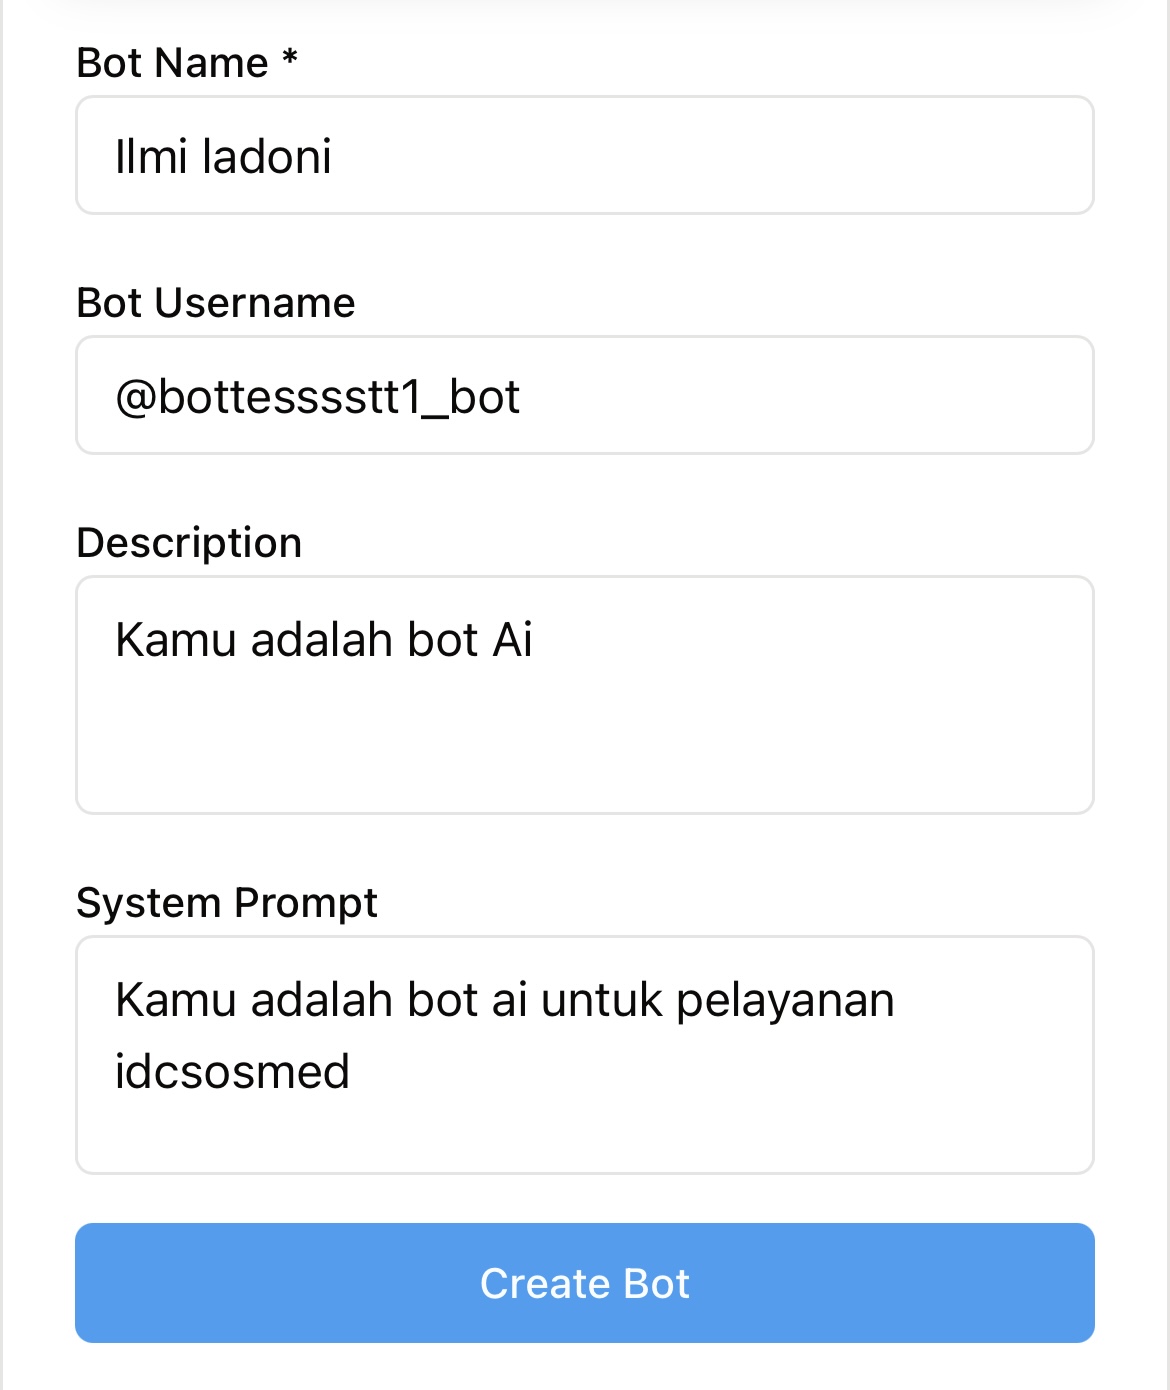 Bot Name *
Ilmi ladoni
Bot Username
@bottesssstt1_bot
Description
Kamu adalah bot Ai
System Prompt
Kamu adalah bot ai untuk pelayanan
idcsosmed
Create Bot